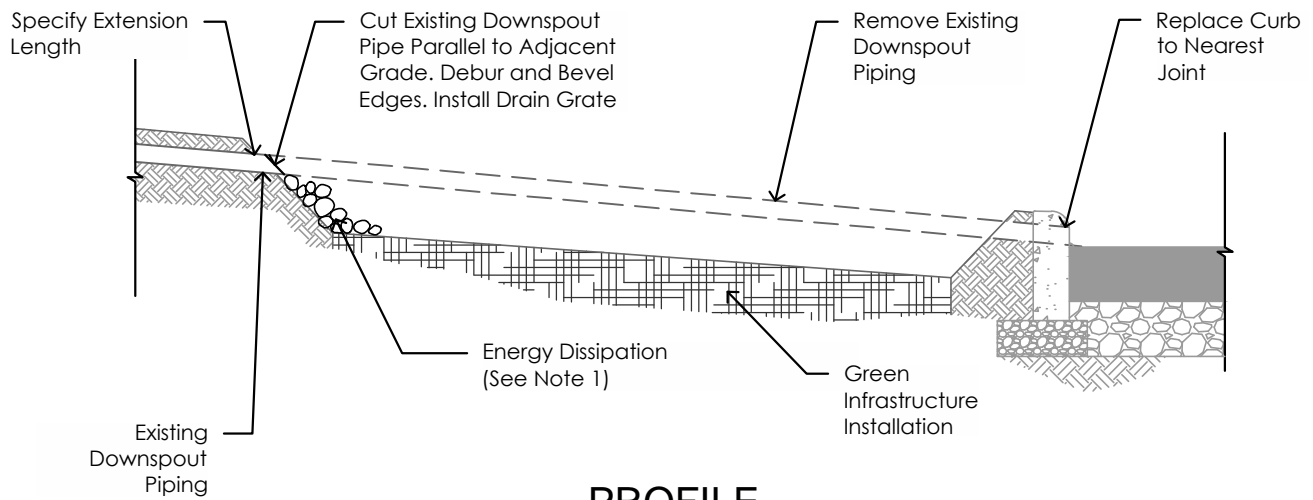 Specify Extension
Length
Cut Existing Downspout
Pipe Parallel to Adjacent
Grade. Debur and Bevel
Edges. Install Drain Grate
Remove Existing
Downspout
Piping
Replace Curb
to Nearest
Joint
Energy Dissipation
(See Note 1)
Green
Infrastructure
Installation
Existing
Downspout
Piping
PROFILE